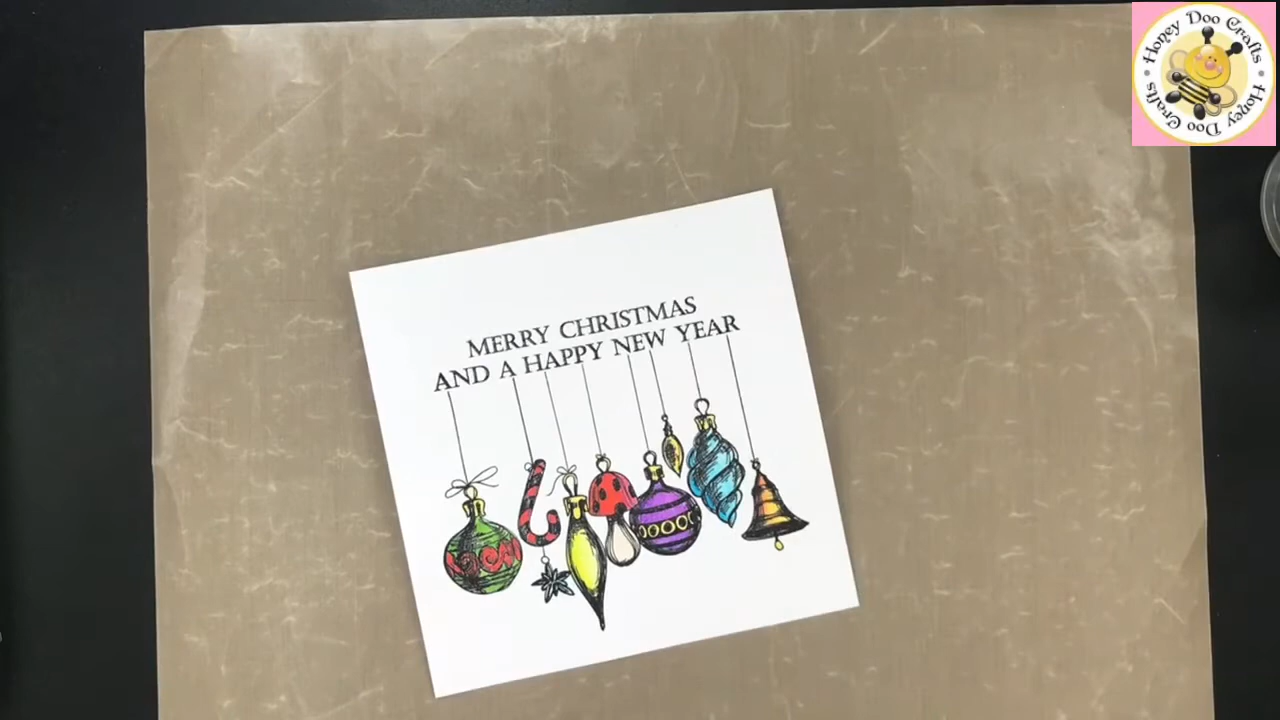 MERRY CHRISTMAS
AND A HAPPY NEW YEAR
Honey Doo Crafts • Honey Doo Crafts •